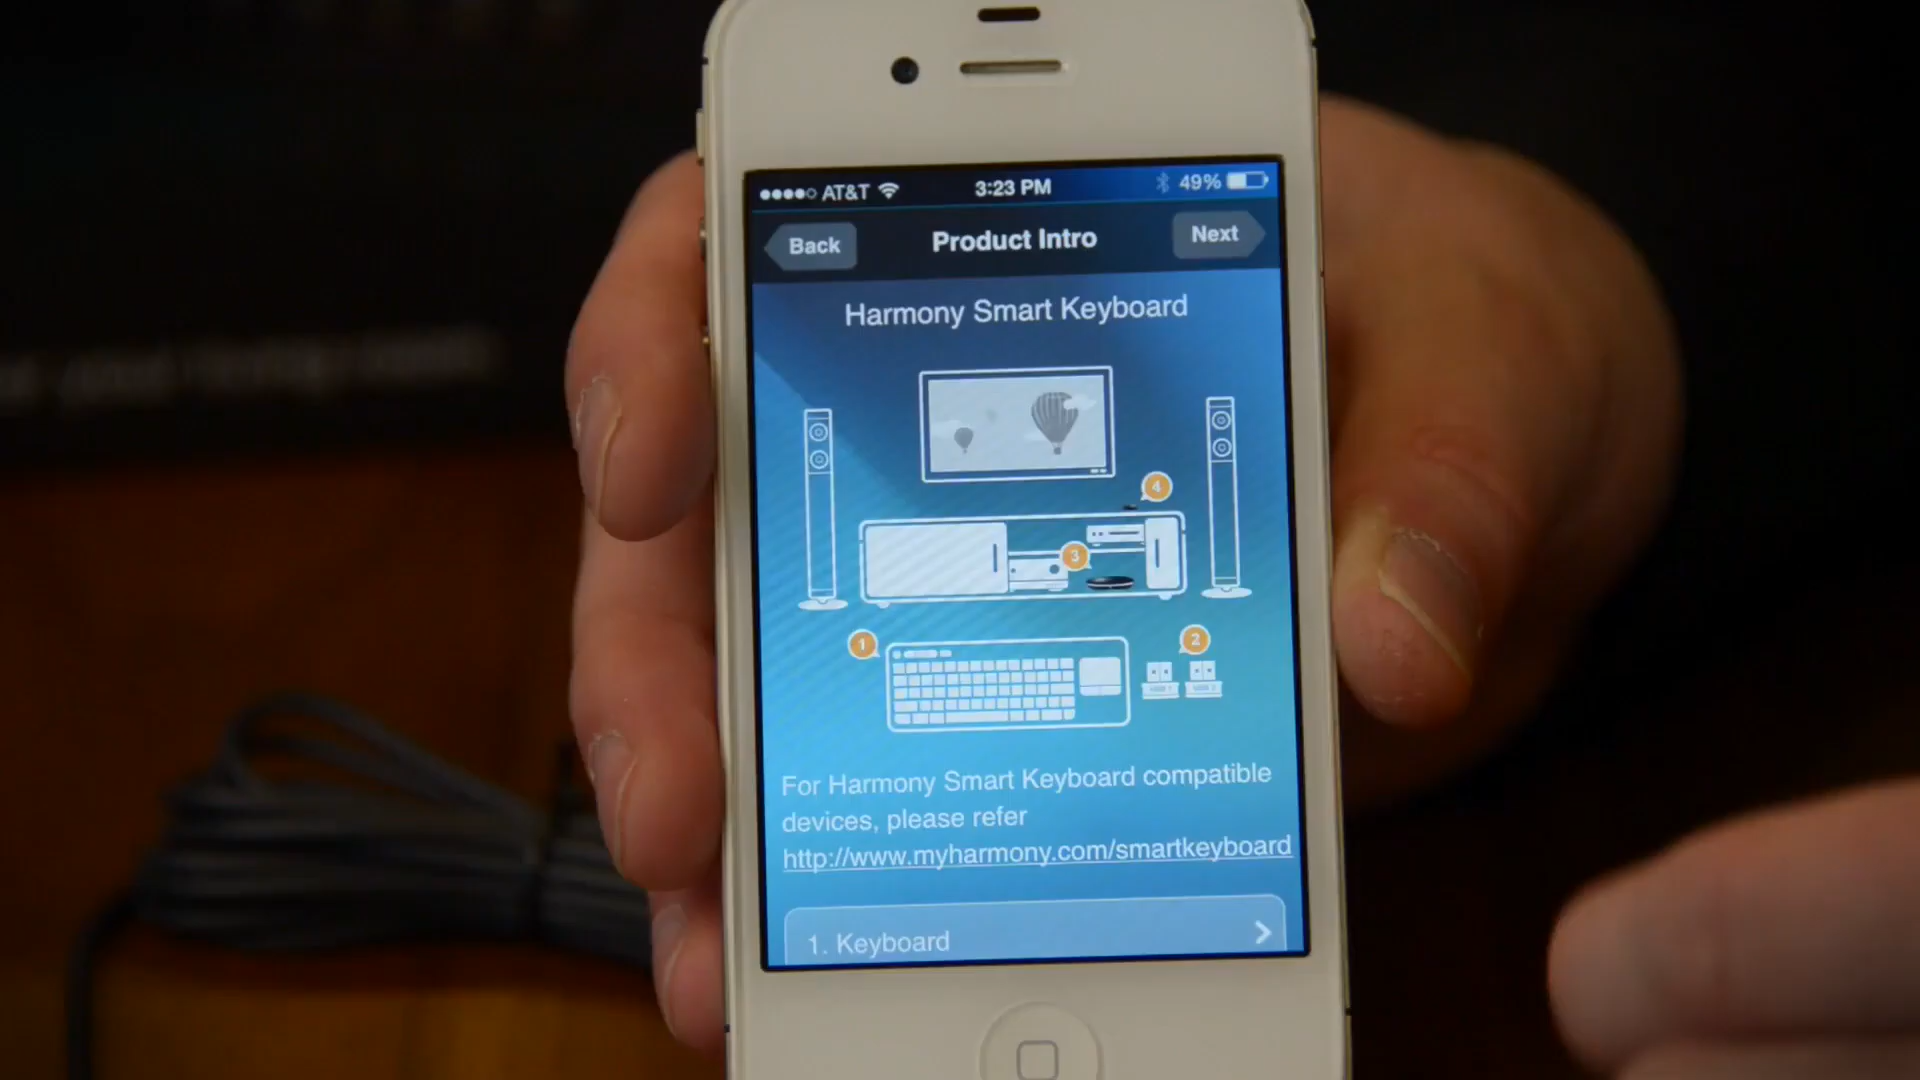 AT&T 3:23 PM 49%
Back Product Intro Next
Harmony Smart Keyboard
4
3
1
2
For Harmony Smart Keyboard compatible
devices, please refer
http://www.myharmony.com/smartkeyboard
1. Keyboard